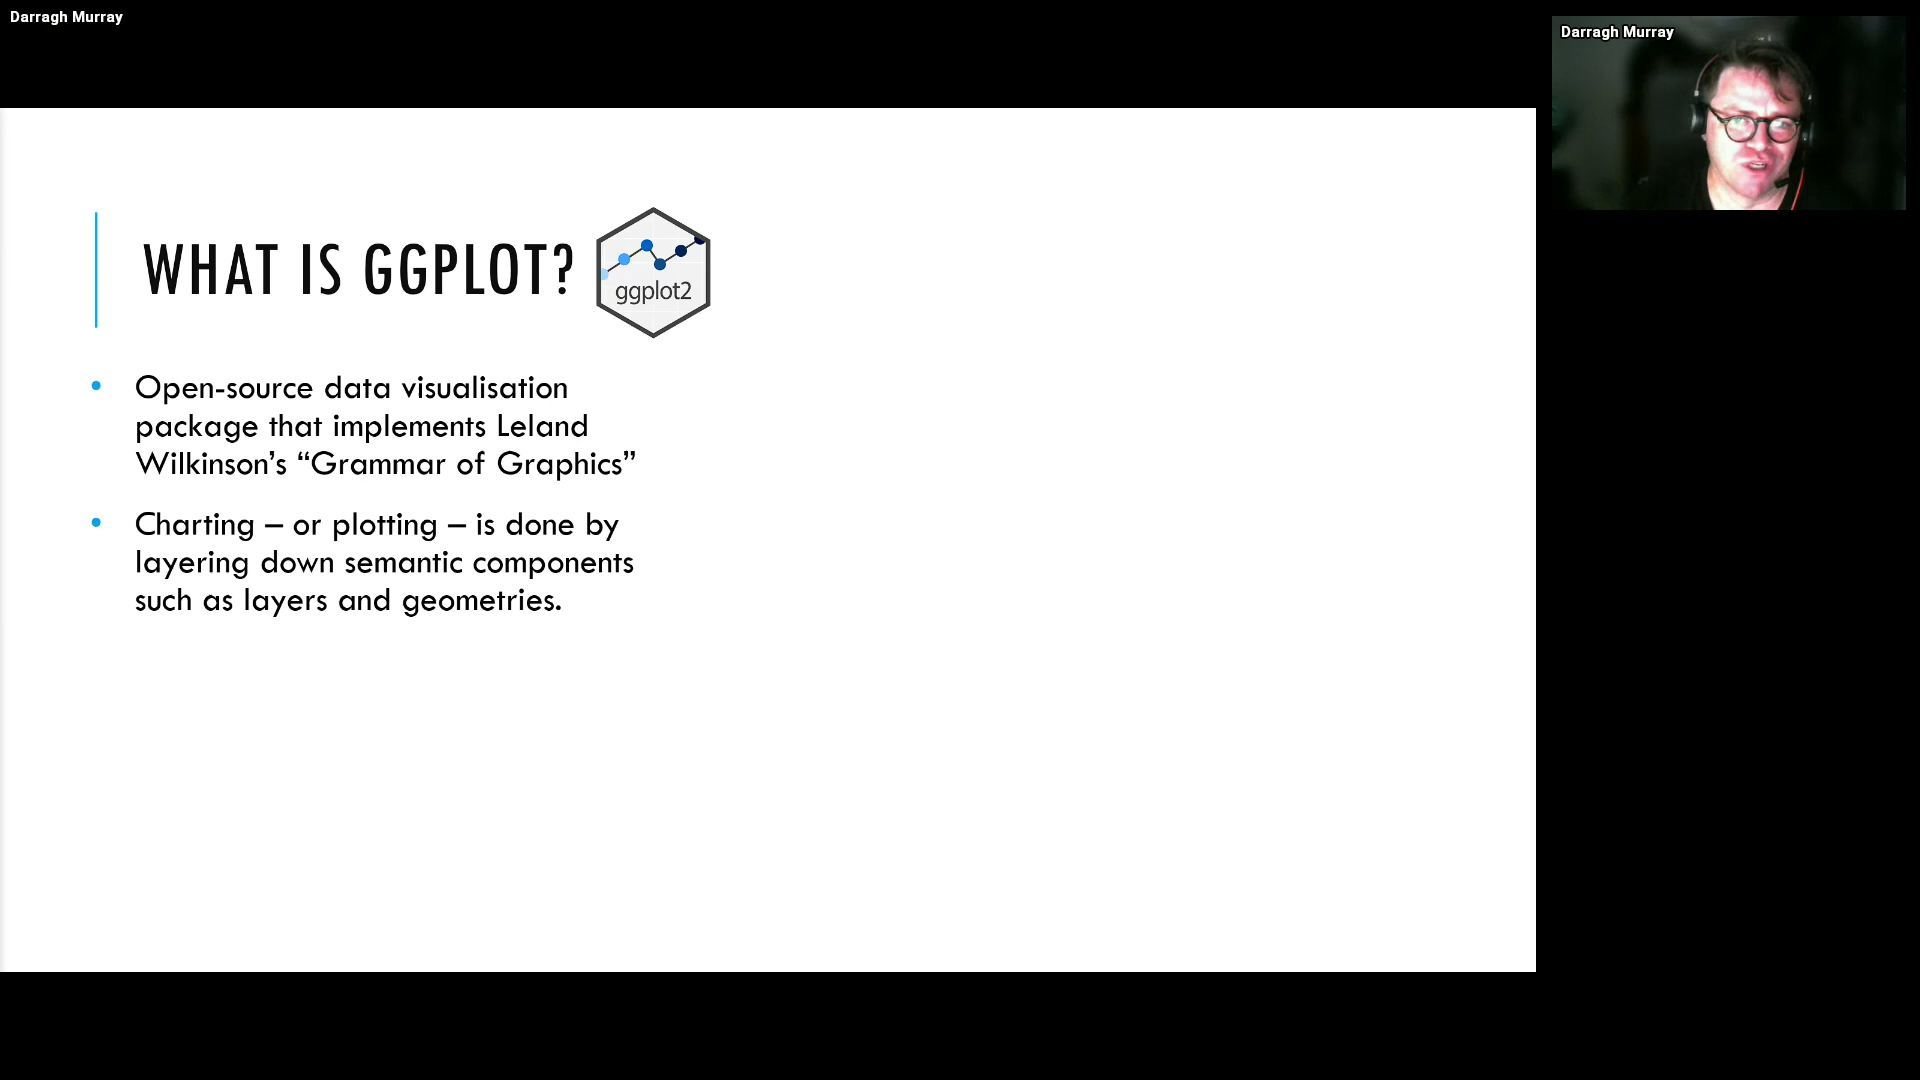 Darragh Murray
Darragh Murray
WHAT IS GGPLOT?
ggplot2
• Open-source data visualisation
package that implements Leland
Wilkinson’s “Grammar of Graphics”
• Charting – or plotting – is done by
layering down semantic components
such as layers and geometries.